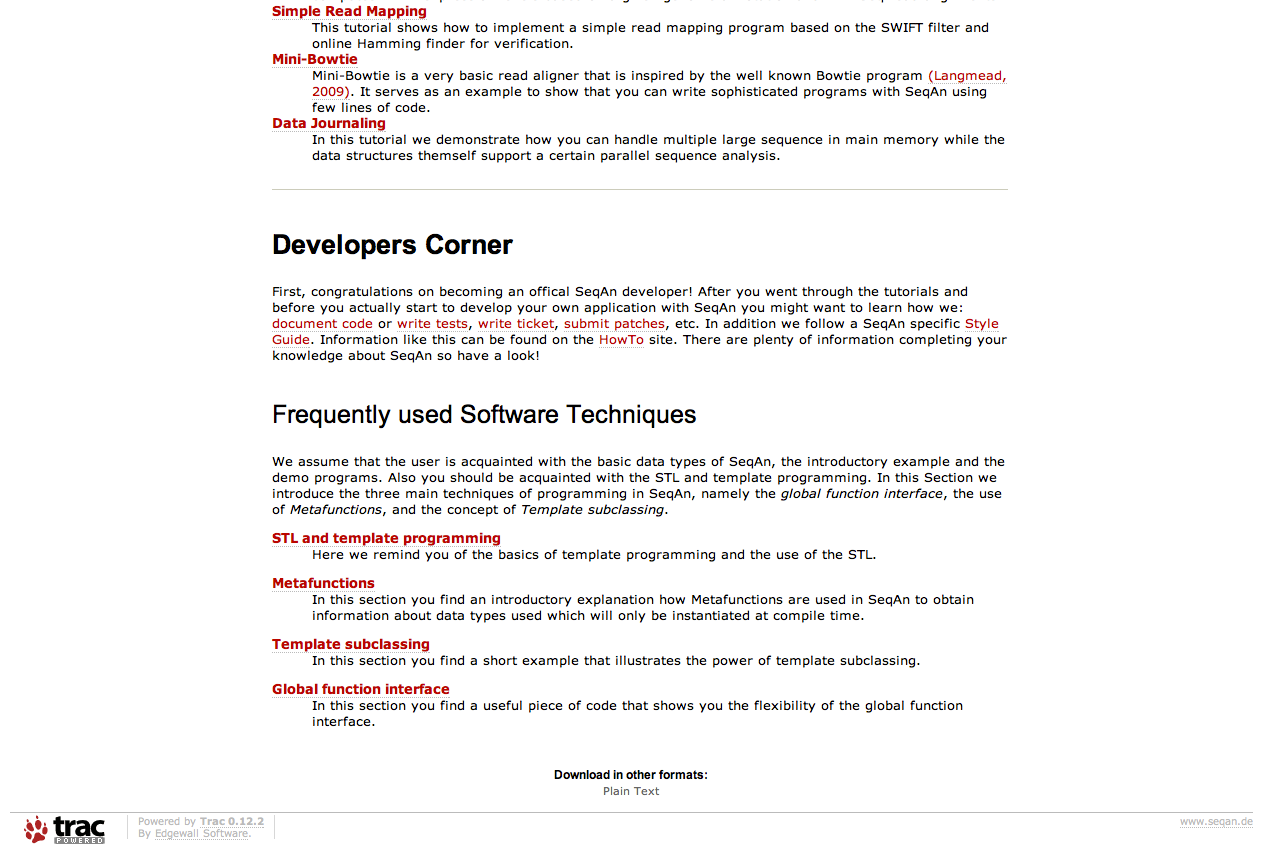 Simple Read Mapping
This tutorial shows how to implement a simple read mapping program based on the SWIFT filter and
online Hamming finder for verification.
Mini-Bowtie
Mini-Bowtie is a very basic read aligner that is inspired by the well known Bowtie program (Langmead,
2009). It serves as an example to show that you can write sophisticated programs with SeqAn using
few lines of code.
Data Journaling
In this tutorial we demonstrate how you can handle multiple large sequence in main memory while the
data structures themself support a certain parallel sequence analysis.
Developers Corner
First, congratulations on becoming an offical SeqAn developer! After you went through the tutorials and
before you actually start to develop your own application with SeqAn you might want to learn how we:
document code or write tests, write ticket, submit patches, etc. In addition we follow a SeqAn specific Style
Guide. Information like this can be found on the HowTo site. There are plenty of information completing your
knowledge about SeqAn so have a look!
Frequently used Software Techniques
We assume that the user is acquainted with the basic data types of SeqAn, the introductory example and the
demo programs. Also you should be acquainted with the STL and template programming. In this Section we
introduce the three main techniques of programming in SeqAn, namely the global function interface, the use
of Metafunctions, and the concept of Template subclassing.
STL and template programming
Here we remind you of the basics of template programming and the use of the STL.
Metafunctions
In this section you find an introductory explanation how Metafunctions are used in SeqAn to obtain
information about data types used which will only be instantiated at compile time.
Template subclassing
In this section you find a short example that illustrates the power of template subclassing.
Global function interface
In this section you find a useful piece of code that shows you the flexibility of the global function
interface.
Download in other formats:
Plain Text
trac
POWERED
Powered by Trac 0.12.2
By Edgewall Software.
www.seqan.de